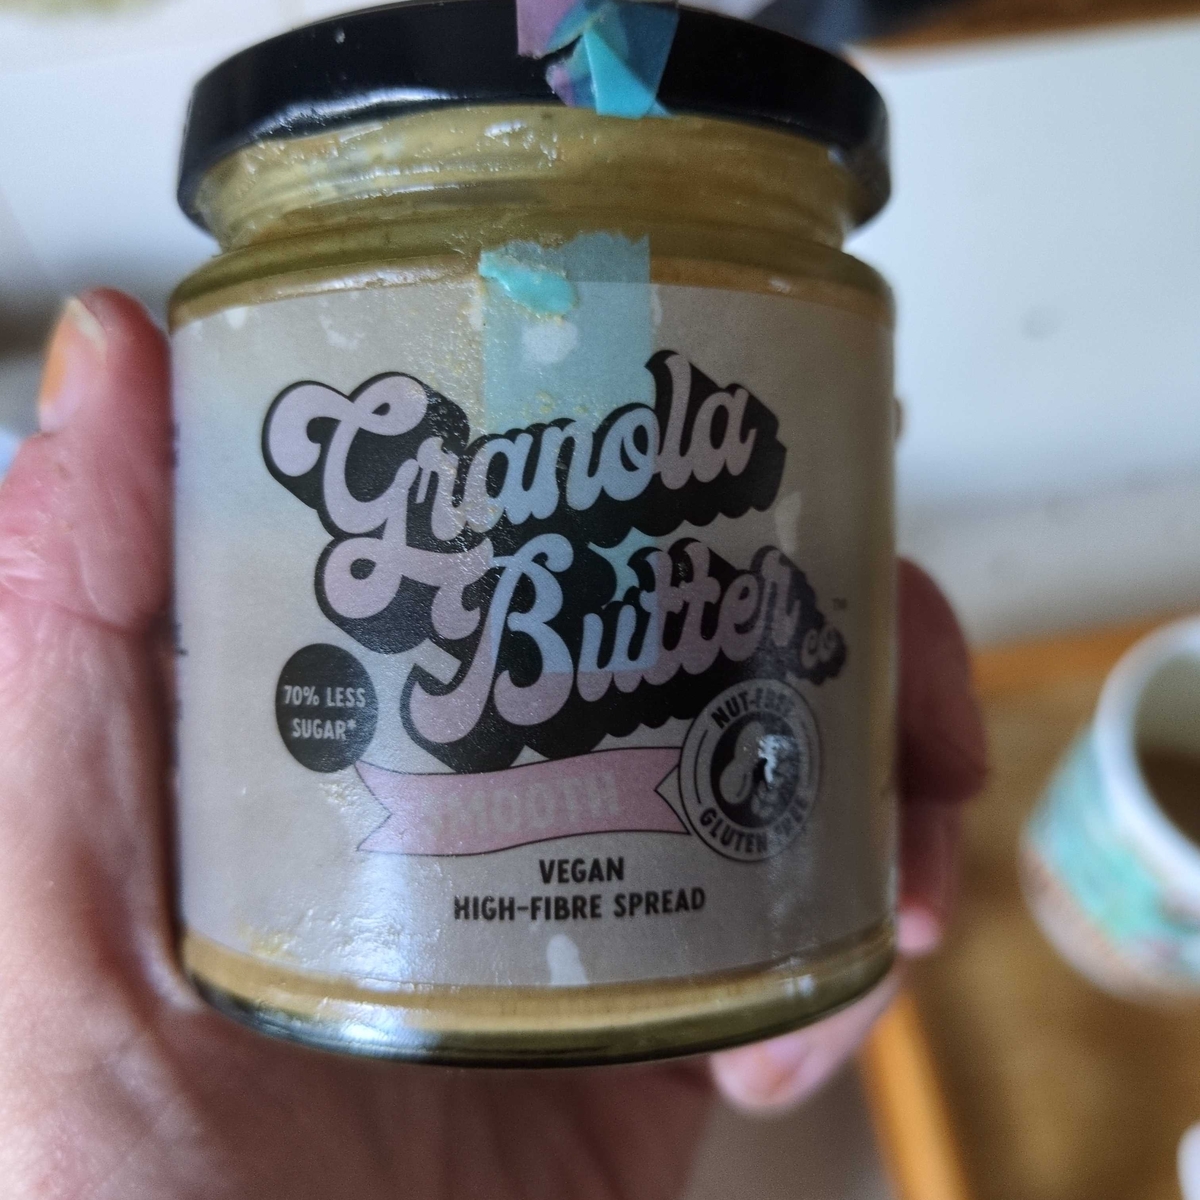 Granola
Butter
co
TM
70% LESS
SUGAR*
NUT-FREE
GLUTEN FREE
SMOOTH
VEGAN
HIGH-FIBRE SPREAD